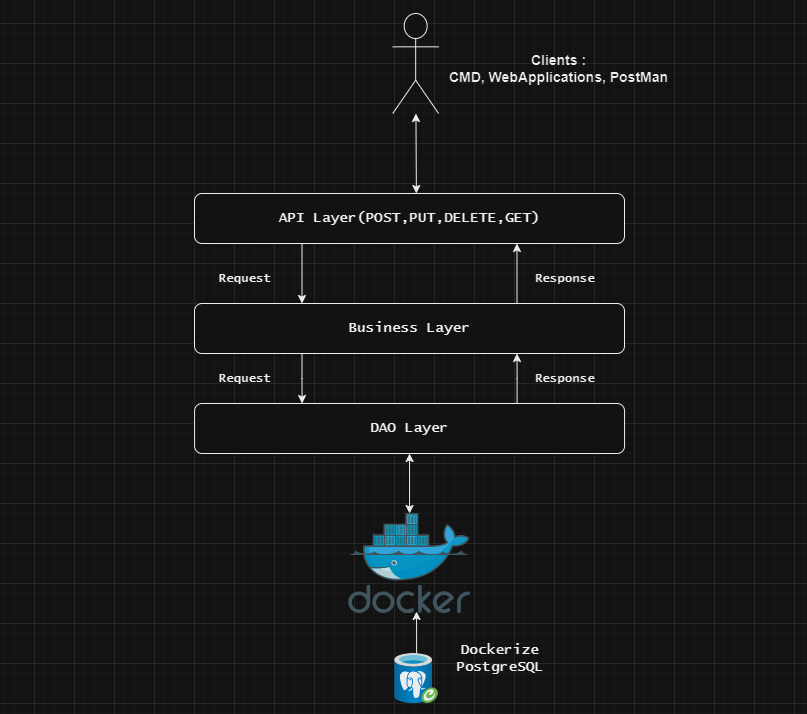 Clients :
CMD, WebApplications, PostMan
API Layer(POST,PUT,DELETE,GET)
Request
Response
Business Layer
Request
Response
DAO Layer
docker
Dockerize
PostgreSQL